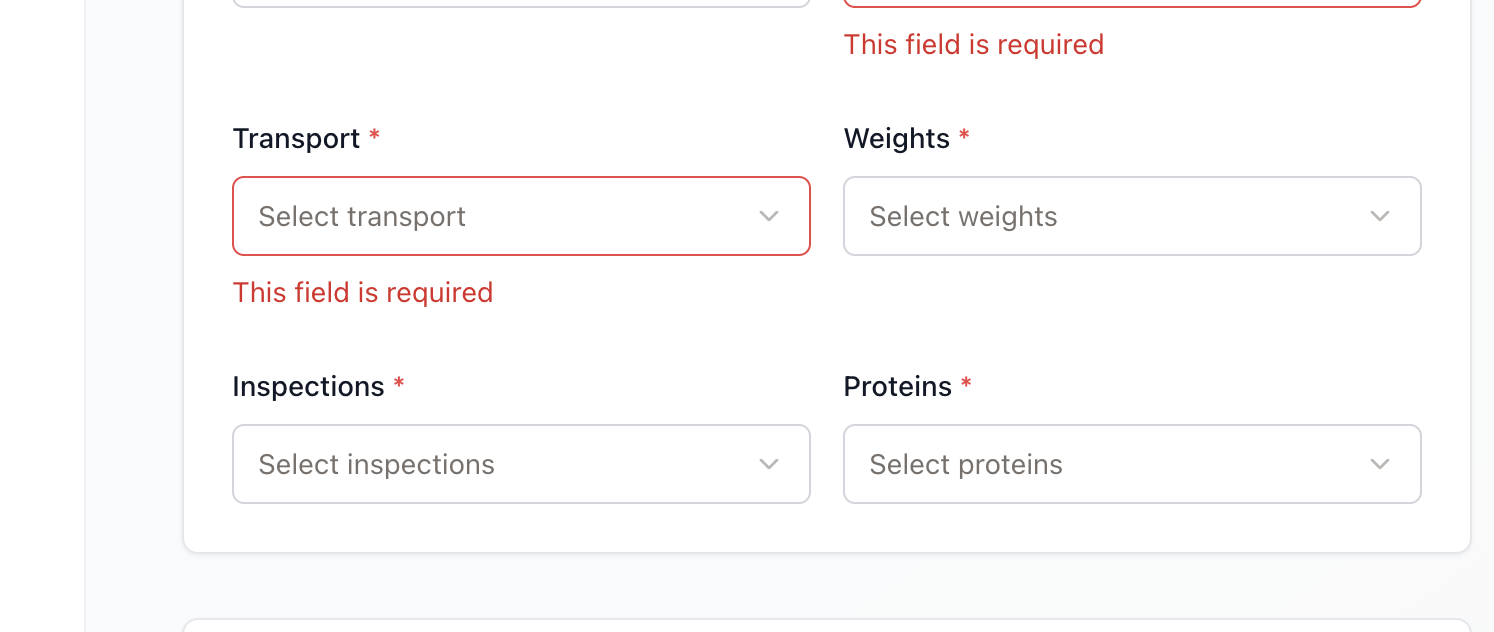 This field is required
Transport *
Weights *
Select transport
Select weights
This field is required
Inspections *
Proteins *
Select inspections
Select proteins